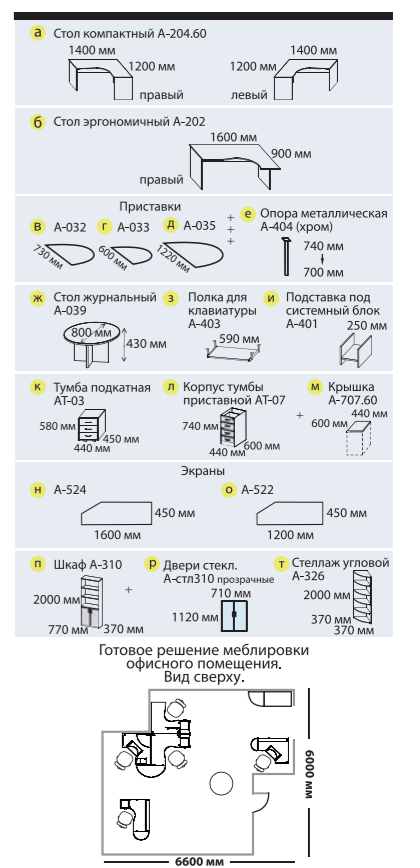 а Стол компактный А-204.60
1400 мм 1400 мм
1200 мм 1200 мм
правый левый
б Стол эргономичный А-202
1600 мм
900 мм
правый
Приставки
в А-032 г А-033 д А-035 + е Опора металлическая
+ А-404 (хром)
+
730 мм 600 мм 1220 мм 740 мм
700 мм
ж Стол журнальный з Полка для и Подставка под
А-039 клавиатуры системный блок
А-403 А-401
800 мм 590 мм 250 мм
430 мм
к Тумба подкатная л Корпус тумбы м Крышка
АТ-03 приставной АТ-07 А-707.60
+ 440 мм
580 мм 740 мм 600 мм
450 мм 600 мм
440 мм 440 мм
Экраны
н А-524 о А-522
450 мм 450 мм
1600 мм 1200 мм
п Шкаф А-310 р Двери стекл. т Стеллаж угловой
А-стл310 прозрачные А-326
+ 710 мм
2000 мм 2000 мм
1120 мм
770 мм 370 мм 370 мм
370 мм
Готовое решение меблировки
офисного помещения.
Вид сверху.
6000 мм
6600 мм